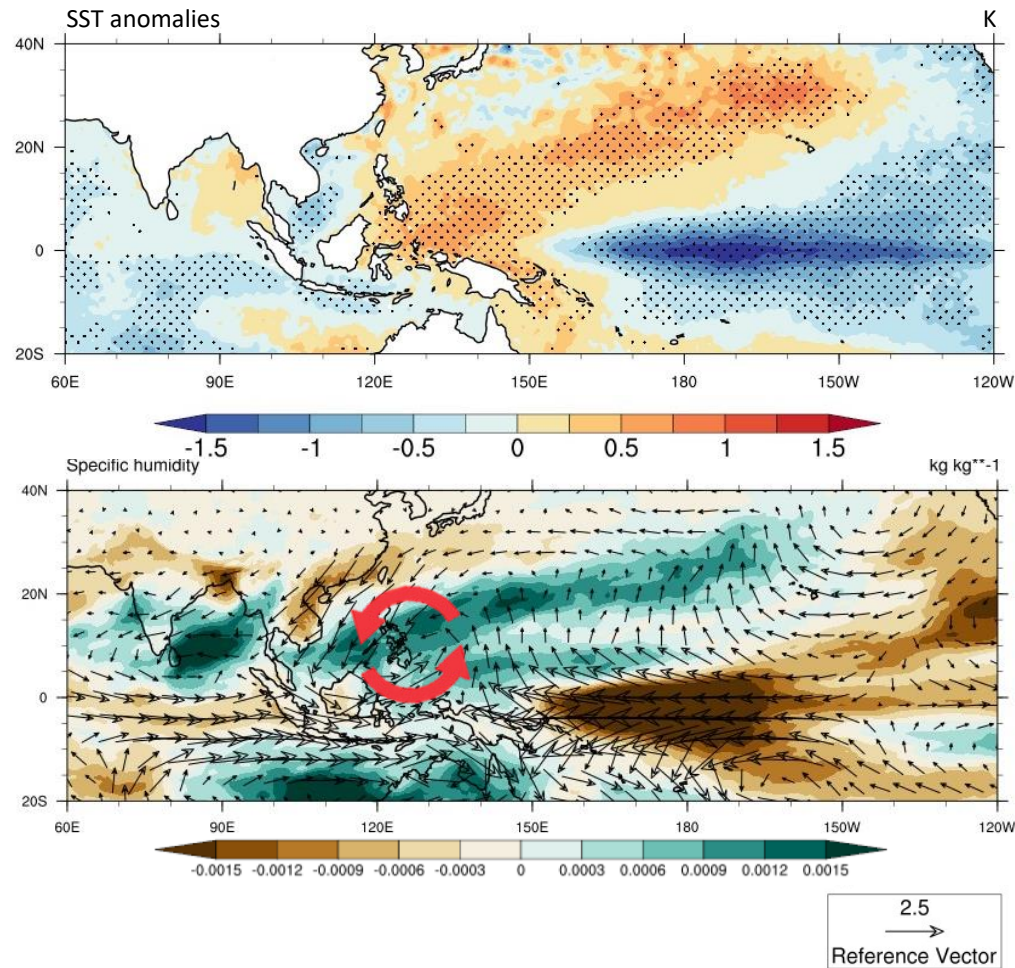 SST anomalies K
40N
20N
0
20S
60E 90E 120E 150E 180 150W 120W
-1.5 -1 -0.5 0 0.5 1 1.5
Specific humidity kg kg**-1
40N
20N
0
20S
60E 90E 120E 150E 180 150W 120W
-0.0015 -0.0012 -0.0009 -0.0006 -0.0003 0 0.0003 0.0006 0.0009 0.0012 0.0015
2.5
Reference Vector